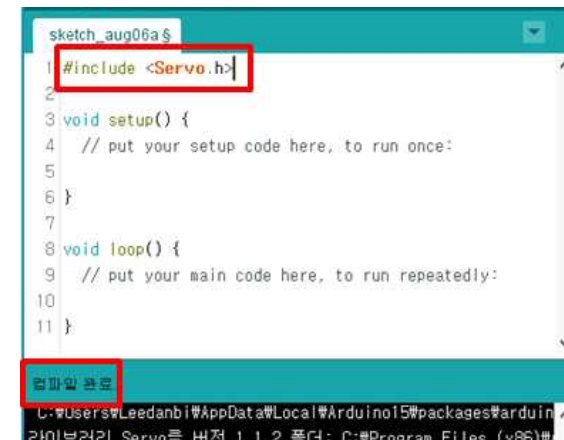 sketch_aug06a §
1 #include <Servo.h>
2
3 void setup() {
4 // put your setup code here, to run once:
5
6 }
7
8 void loop() {
9 // put your main code here, to run repeatedly:
10
11 }
컴파일 완료.
C:₩Users₩Leedanbi₩AppData₩Local₩Arduino15₩packages₩arduin
라이브러리 Servo를 버전 1.1.2 폴더: C:₩Program Files (x86)₩